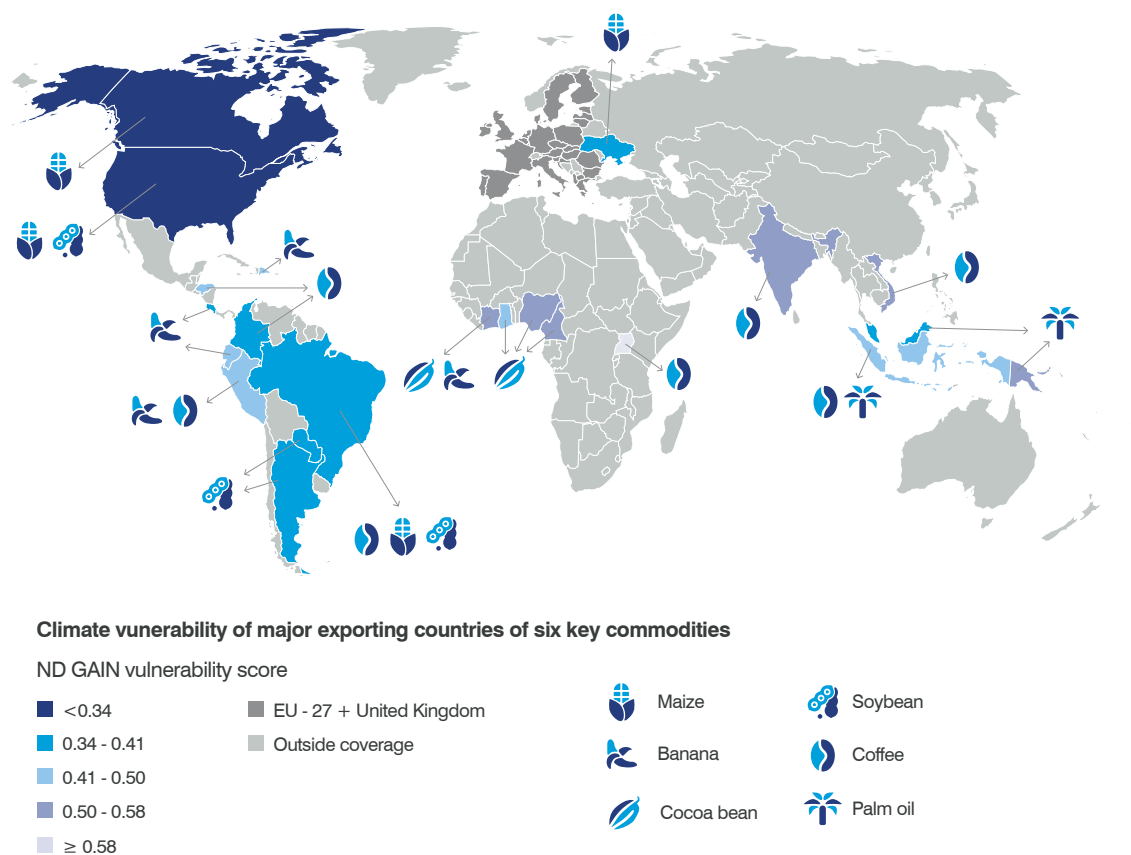 Climate vunerability of major exporting countries of six key commodities
ND GAIN vulnerability score
<0.34
0.34 - 0.41
0.41 - 0.50
0.50 - 0.58
≥ 0.58
EU - 27 + United Kingdom
Outside coverage
Maize
Banana
Cocoa bean
Soybean
Coffee
Palm oil